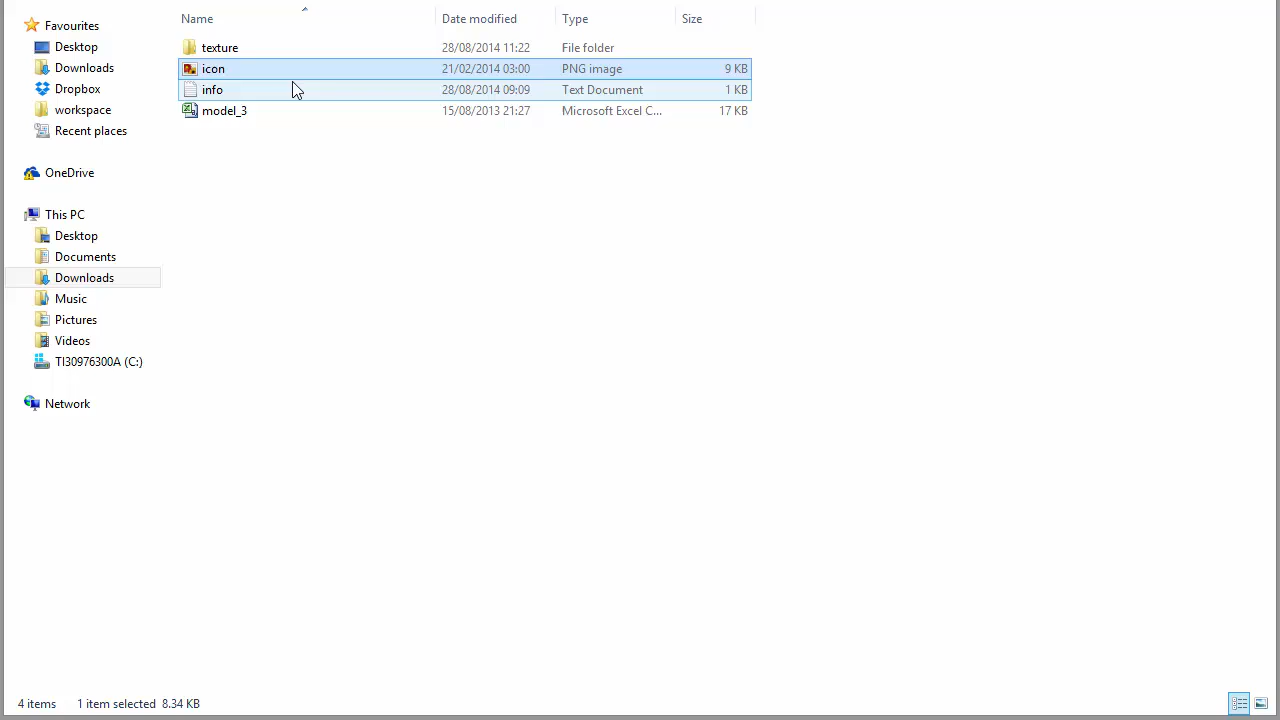 Name Date modified Type Size
texture 28/08/2014 11:22 File folder
icon 21/02/2014 03:00 PNG image 9 KB
info 28/08/2014 09:09 Text Document 1 KB
model_3 15/08/2013 21:27 Microsoft Excel C... 17 KB
Favourites
Desktop
Downloads
Dropbox
workspace
Recent places
OneDrive
This PC
Desktop
Documents
Downloads
Music
Pictures
Videos
TI30976300A (C:)
Network
4 items 1 item selected 8.34 KB